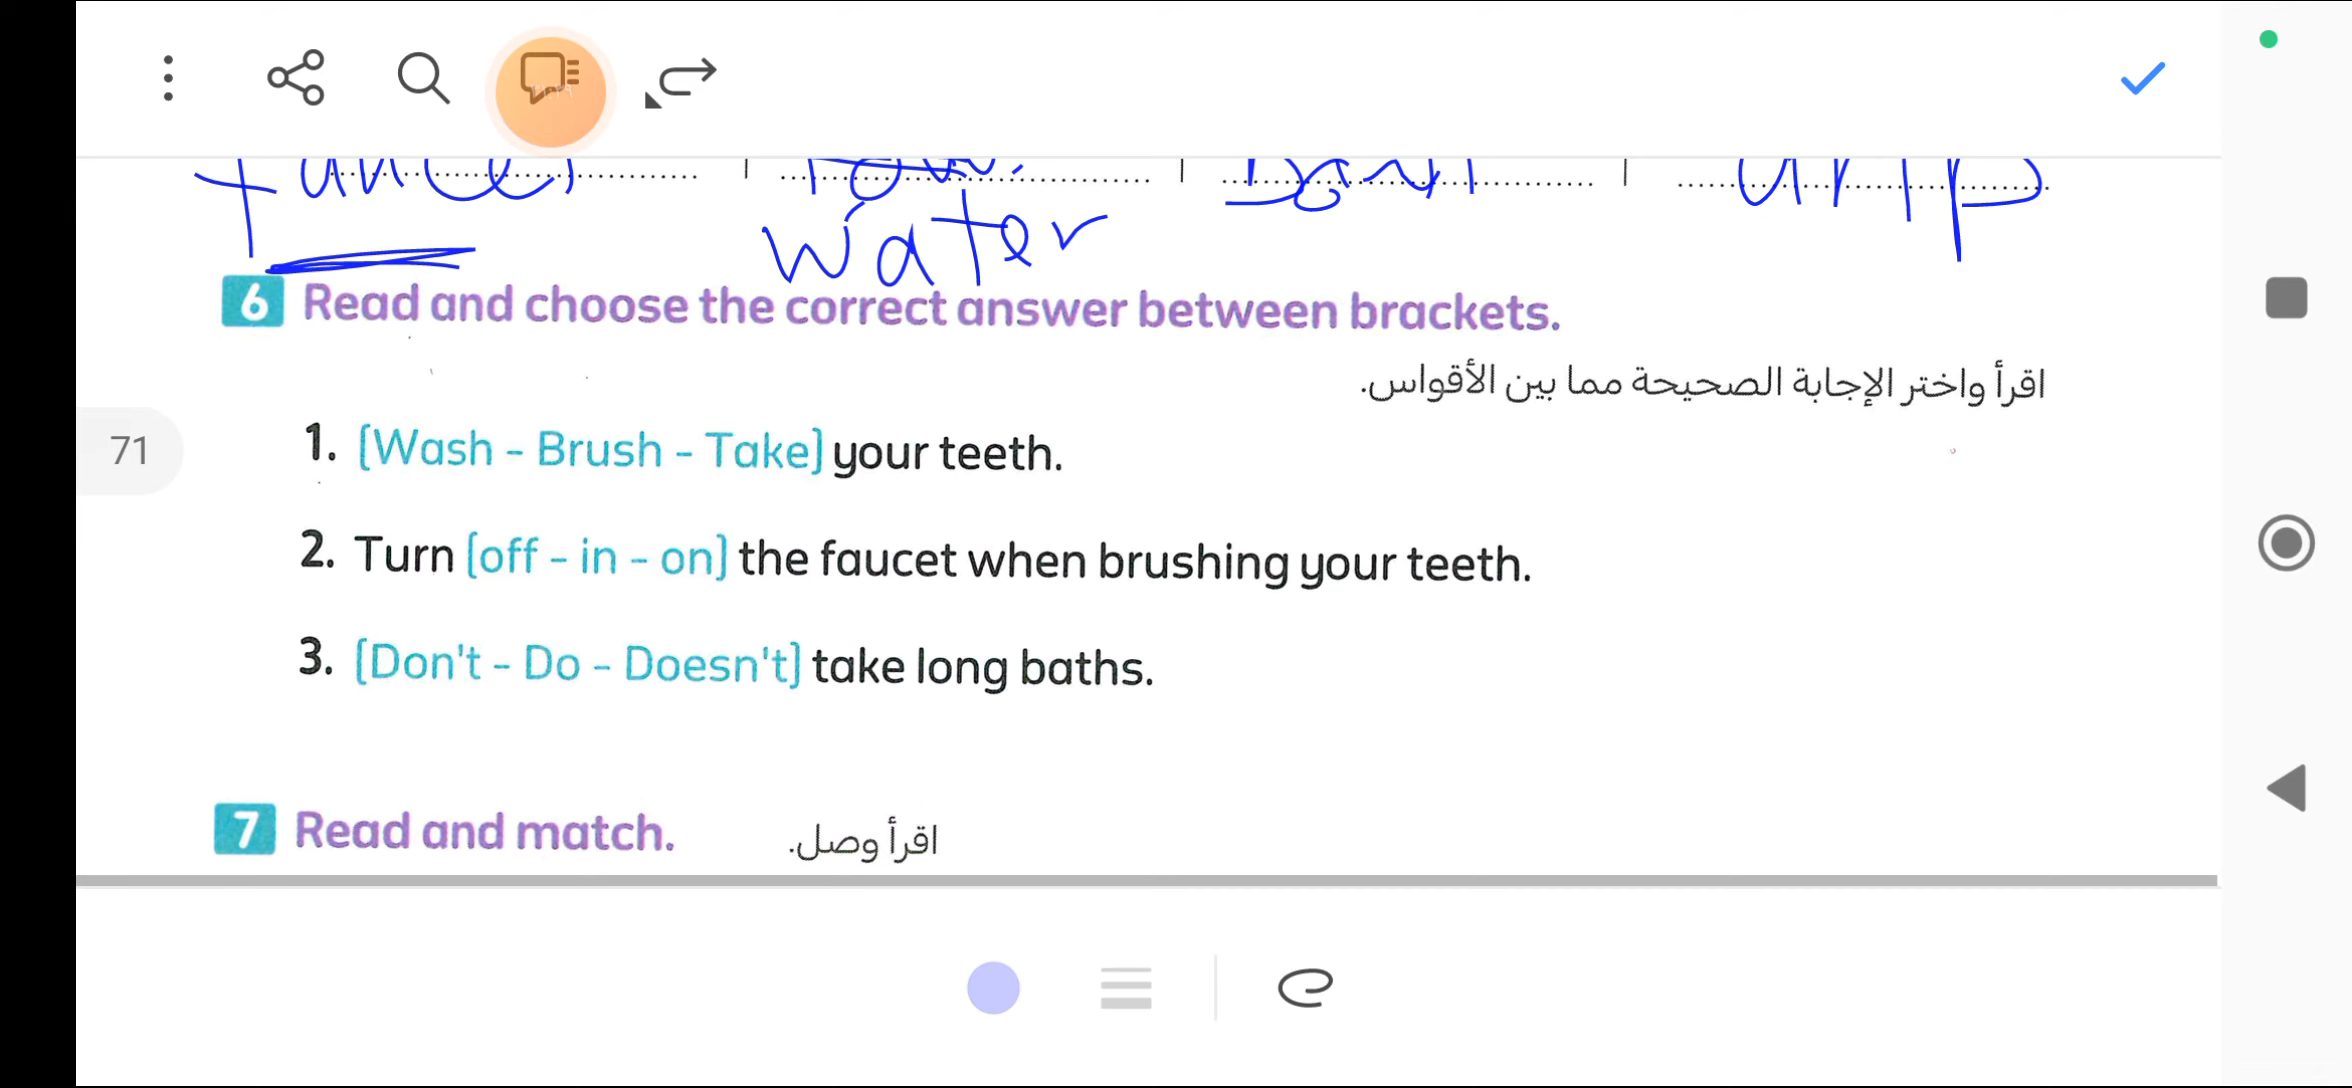 water
6 Read and choose the correct answer between brackets.
اقرأ واختر الإجابة الصحيحة مما بين الأقواس.
71
1. (Wash - Brush - Take) your teeth.
2. Turn (off - in - on) the faucet when brushing your teeth.
3. (Don't - Do - Doesn't) take long baths.
7 Read and match. اقرأ وصل.